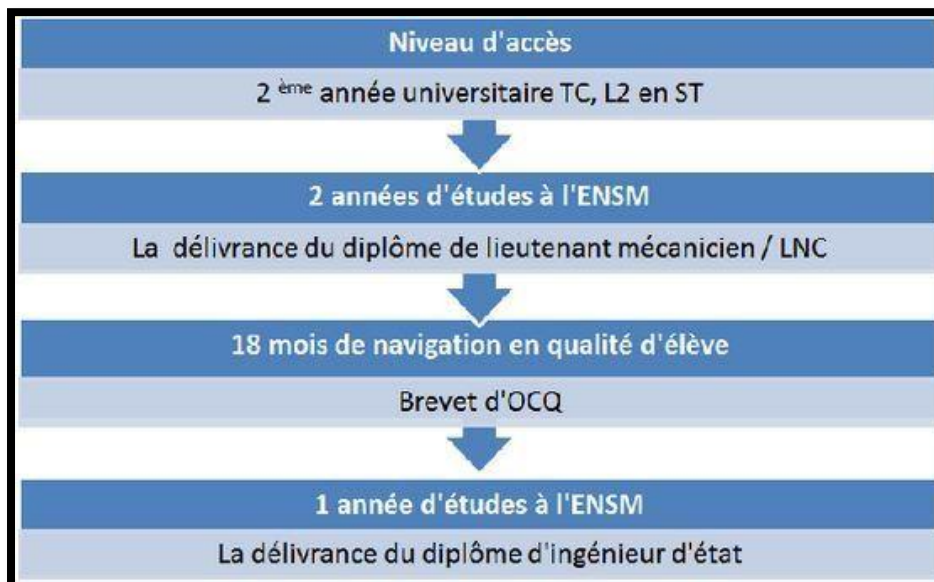 Niveau d'accès
2 ème année universitaire TC, L2 en ST
2 années d'études à l'ENSM
La délivrance du diplôme de lieutenant mécanicien / LNC
18 mois de navigation en qualité d'élève
Brevet d'OCQ
1 année d'études à l'ENSM
La délivrance du diplôme d'ingénieur d'état